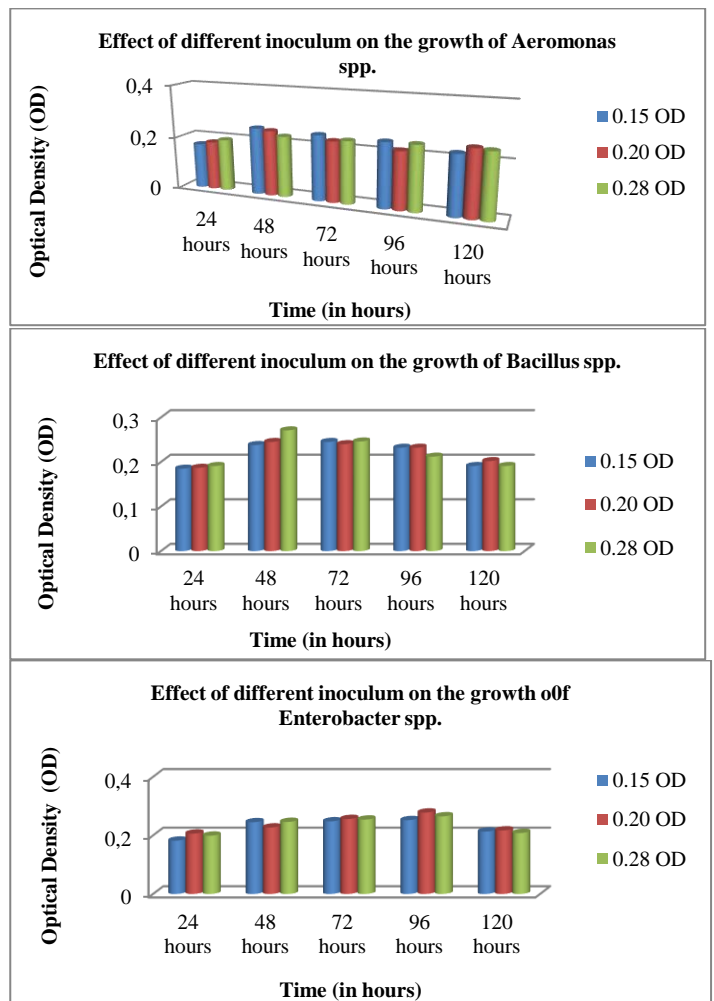 Effect of different inoculum on the growth of Aeromonas
spp.
Optical Density (OD)
0,4
0,2
0
24
hours
48
hours
72
hours
96
hours
120
hours
Time (in hours)
0.15 OD
0.20 OD
0.28 OD
Effect of different inoculum on the growth of Bacillus spp.
Optical Density (OD)
0,3
0,2
0,1
0
24
hours
48
hours
72
hours
96
hours
120
hours
Time (in hours)
0.15 OD
0.20 OD
0.28 OD
Effect of different inoculum on the growth o0f
Enterobacter spp.
Optical Density (OD)
0,4
0,2
0
24
hours
48
hours
72
hours
96
hours
120
hours
Time (in hours)
0.15 OD
0.20 OD
0.28 OD